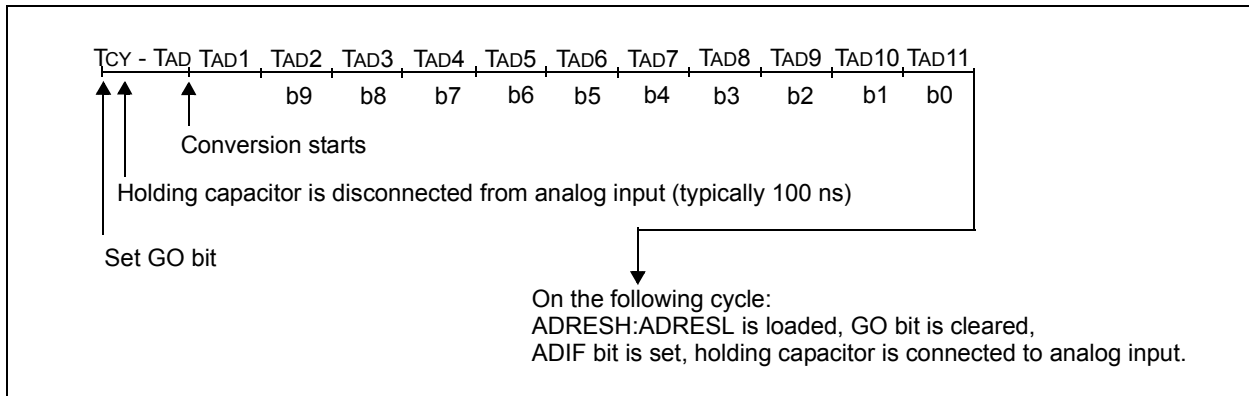 TCY - TAD TAD1 TAD2 TAD3 TAD4 TAD5 TAD6 TAD7 TAD8 TAD9 TAD10 TAD11
b9 b8 b7 b6 b5 b4 b3 b2 b1 b0
Conversion starts
Holding capacitor is disconnected from analog input (typically 100 ns)
Set GO bit
On the following cycle:
ADRESH:ADRESL is loaded, GO bit is cleared,
ADIF bit is set, holding capacitor is connected to analog input.